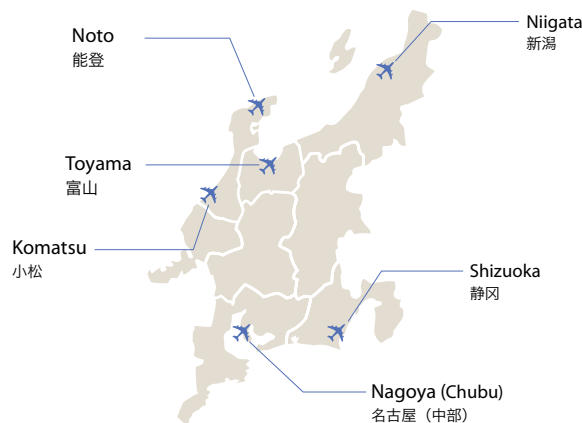 Niigata
新潟
Noto
能登
Toyama
富山
Komatsu
小松
Shizuoka
静冈
Nagoya (Chubu)
名古屋（中部）